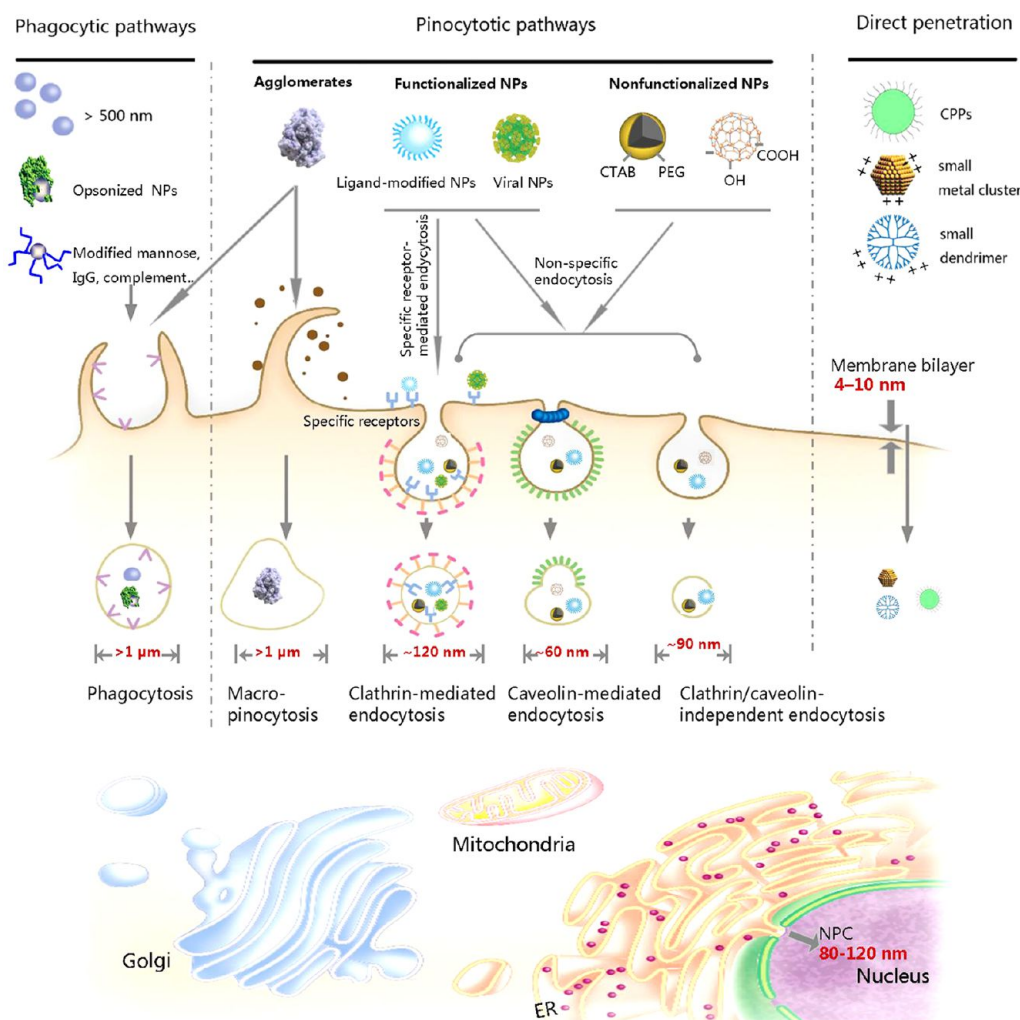 Phagocytic pathways
Pinocytotic pathways
Direct penetration
> 500 nm
Opsonized NPs
Modified mannose,
IgG, complement..
Agglomerates
Functionalized NPs
Nonfunctionalized NPs
Ligand-modified NPs
Viral NPs
CTAB
PEG
OH
COOH
CPPs
small
metal cluster
++
++
++
small
dendrimer
++
++
++
++
Specific receptor-
mediated endycytosis
Non-specific
endocytosis
Specific receptors
Membrane bilayer
4–10 nm
>1 μm
>1 μm
~120 nm
~60 nm
~90 nm
Phagocytosis
Macro-
pinocytosis
Clathrin-mediated
endocytosis
Caveolin-mediated
endocytosis
Clathrin/caveolin-
independent endocytosis
Golgi
Mitochondria
ER
NPC
80-120 nm
Nucleus